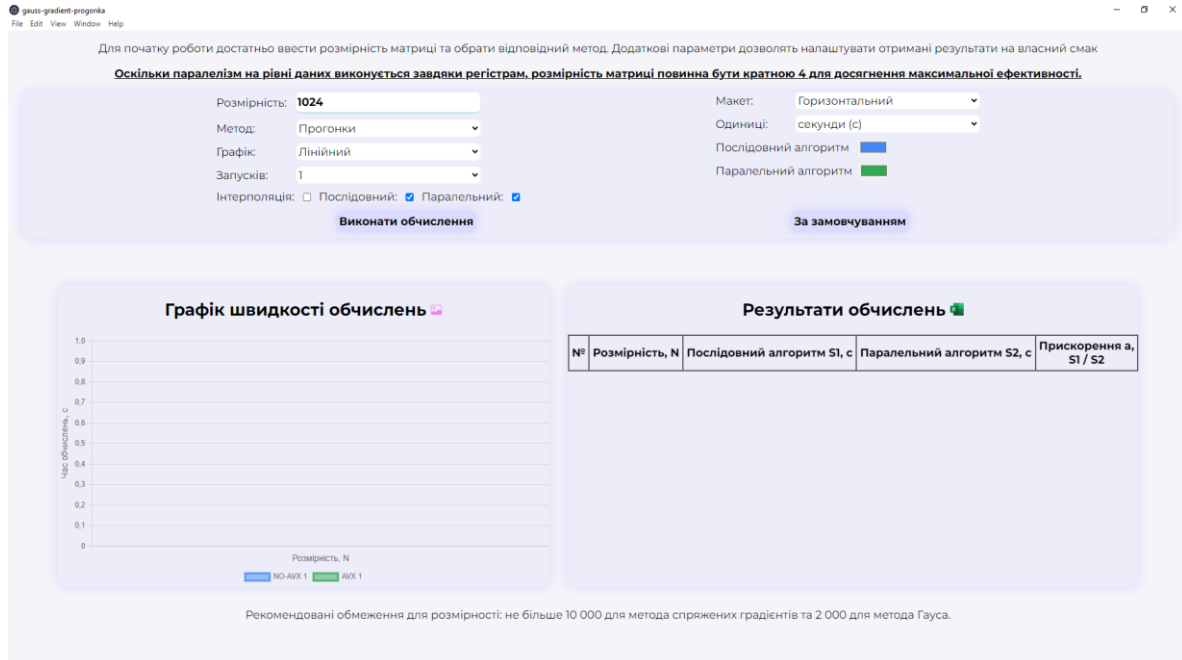 gauss-gradient-progonka
File Edit View Window Help
Для початку роботи достатньо ввести розмірність матриці та обрати відповідний метод. Додаткові параметри дозволять налаштувати отримані результати на власний смак
Оскільки паралелізм на рівні даних виконується завдяки регістрам, розмірність матриці повинна бути кратною 4 для досягнення максимальної ефективності.
Розмірність: 1024
Метод: Прогонки
Графік: Лінійний
Запусків: 1
Інтерполяція: Послідовний: Паралельний:
Виконати обчислення
Макет: Горизонтальний
Одиниці: секунди (с)
Послідовний алгоритм
Паралельний алгоритм
За замовчуванням
Графік швидкості обчислень
1,0
0,9
0,8
0,7
0,6
0,5
0,4
0,3
0,2
0,1
0
Час обчислень, с
Розмірність, N
NO-AVX 1 AVX 1
Результати обчислень
№ Розмірність, N Послідовний алгоритм S1, с Паралельний алгоритм S2, с Прискорення a,
S1 / S2
Рекомендовані обмеження для розмірності: не більше 10 000 для метода спряжених градієнтів та 2 000 для метода Гауса.